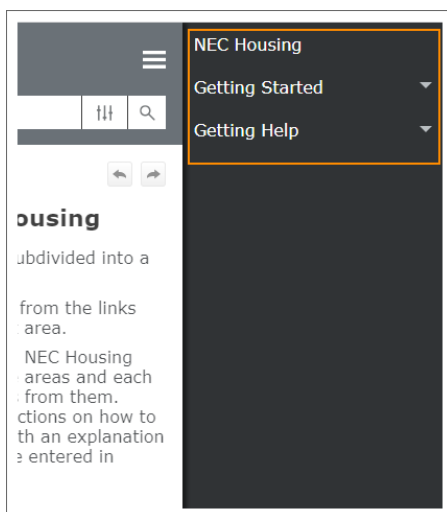 NEC Housing
Getting Started
Getting Help
ousing
ubdivided into a
from the links
area.
NEC Housing
areas and each
from them.
ctions on how to
th an explanation
e entered in